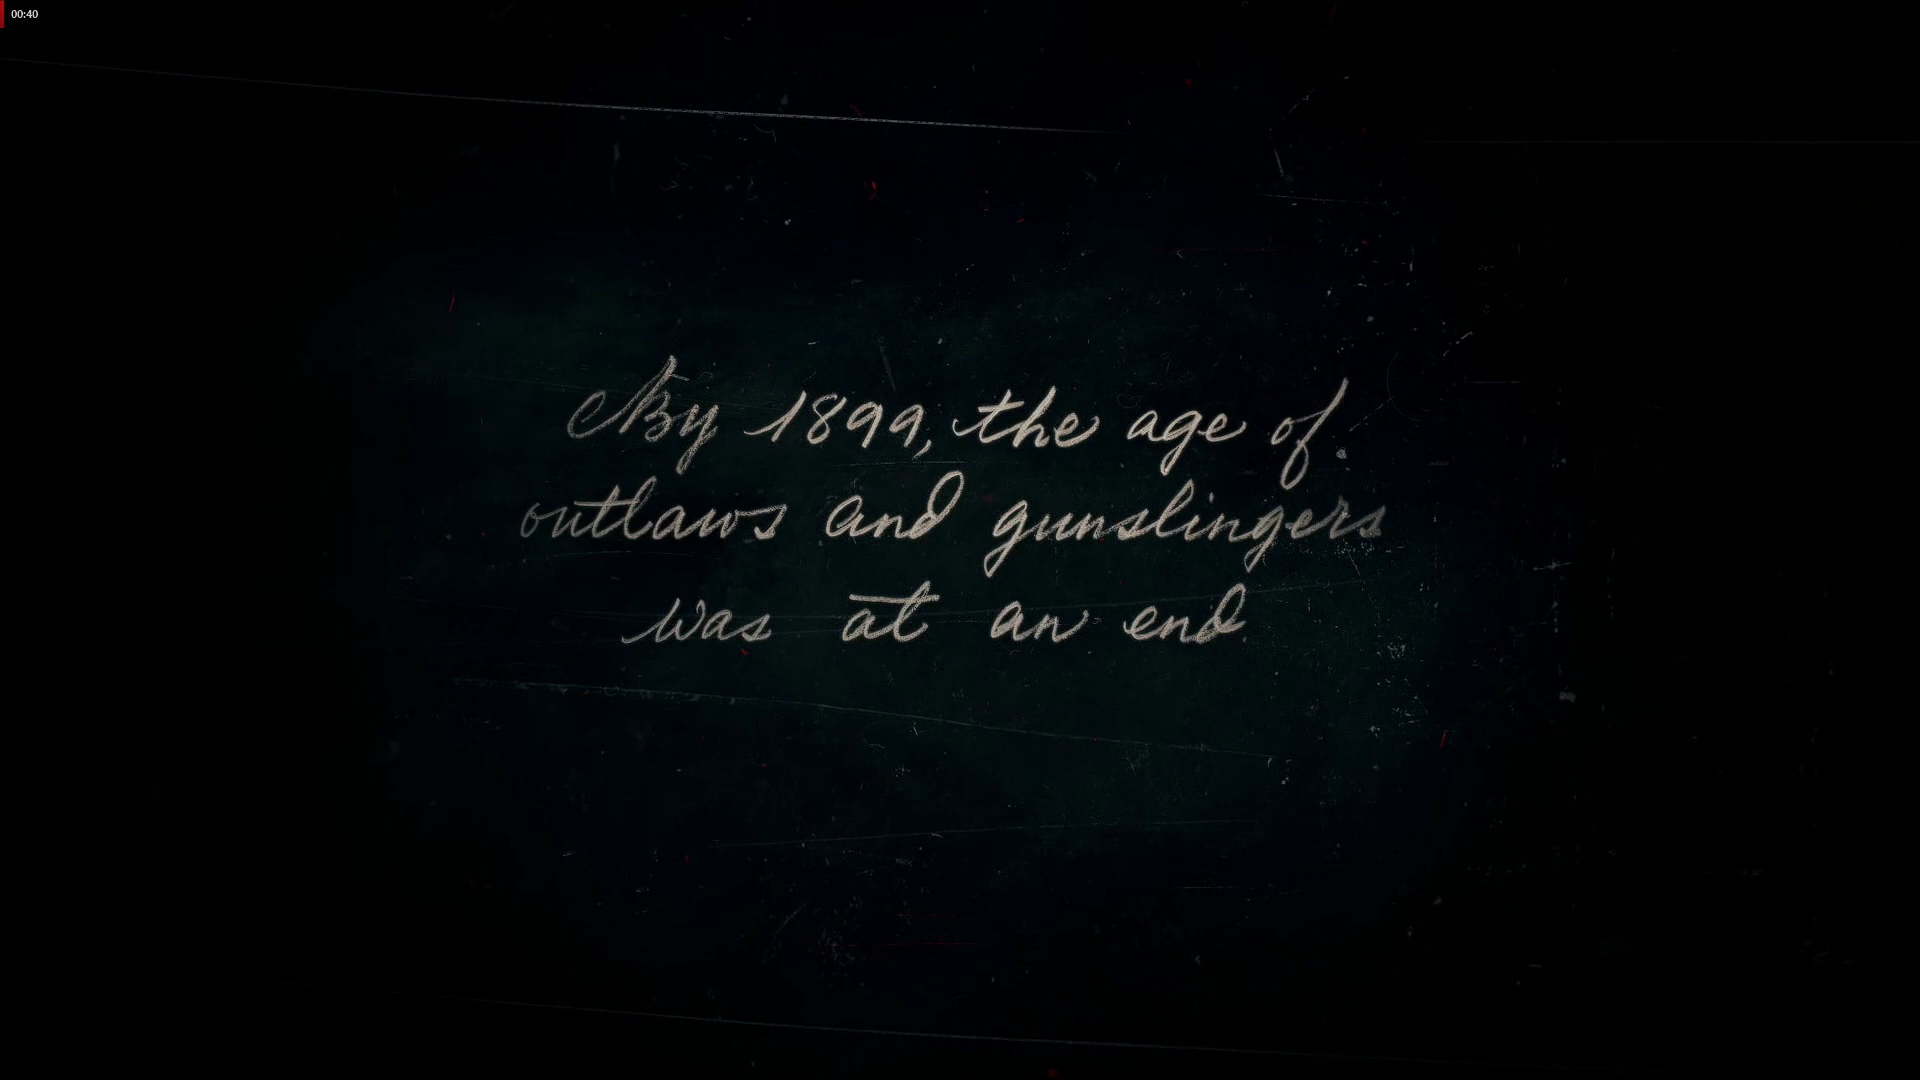 00:40
By 1899, the age of
outlaws and gunslingers
was at an end.